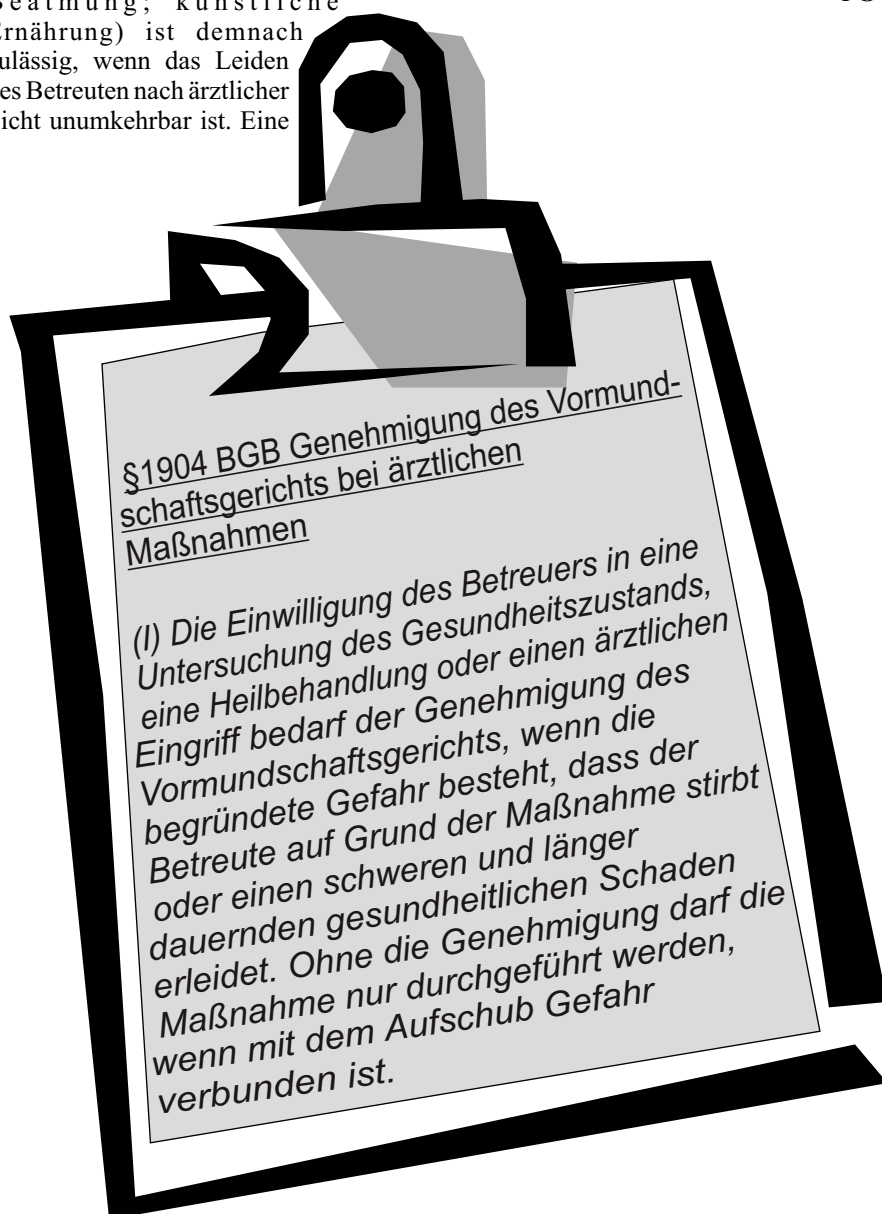 künstliche
Ernährung) ist demnach
wenn das Leiden
des Betreuten nach ärztlicher
nicht unumkehrbar ist. Eine
§1904 BGB Genehmigung des Vormund-
schaftsgerichts bei ärztlichen
Maßnahmen
(I) Die Einwilligung des Betreuers in eine
Untersuchung des Gesundheitszustands,
eine Heilbehandlung oder einen ärztlichen
Eingriff bedarf der Genehmigung des
Vormundschaftsgerichts, wenn die
begründete Gefahr besteht, dass der
Betreute auf Grund der Maßnahme stirbt
oder einen schweren und länger
dauernden gesundheitlichen Schaden
erleidet. Ohne die Genehmigung darf die
Maßnahme nur durchgeführt werden,
wenn mit dem Aufschub Gefahr
verbunden ist.